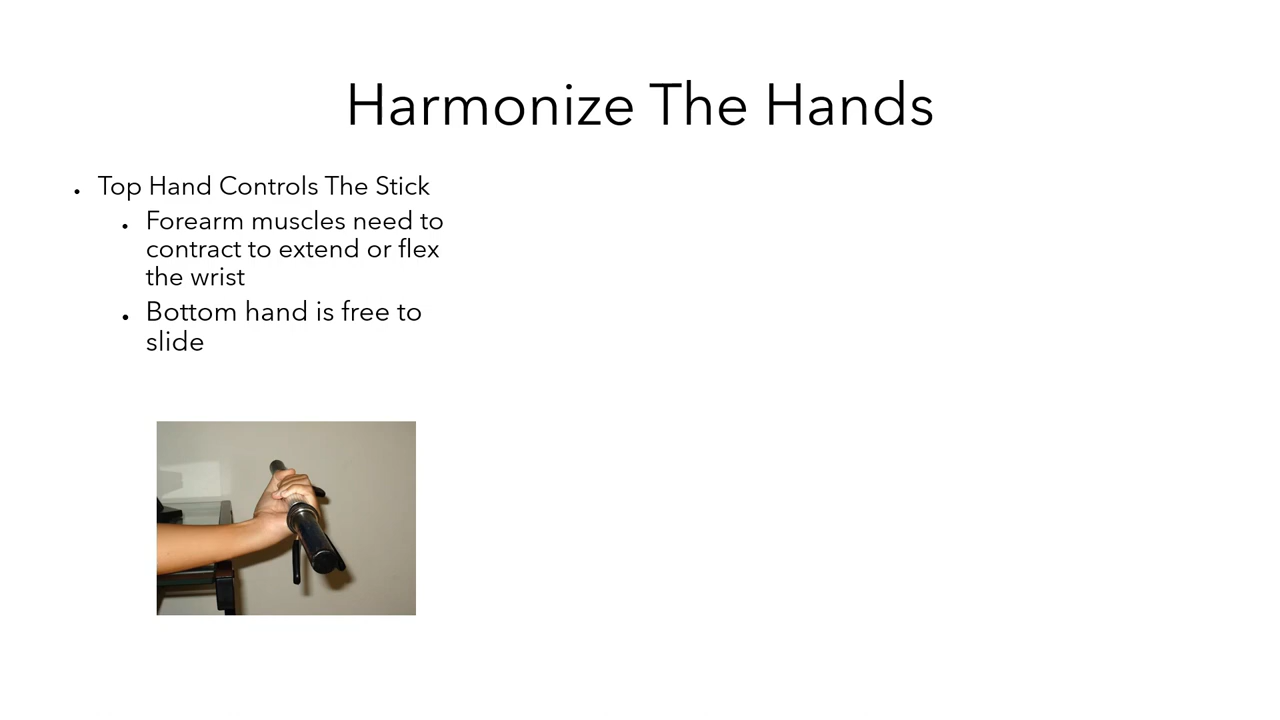 Harmonize The Hands
Top Hand Controls The Stick
Forearm muscles need to
contract to extend or flex
the wrist
Bottom hand is free to
slide